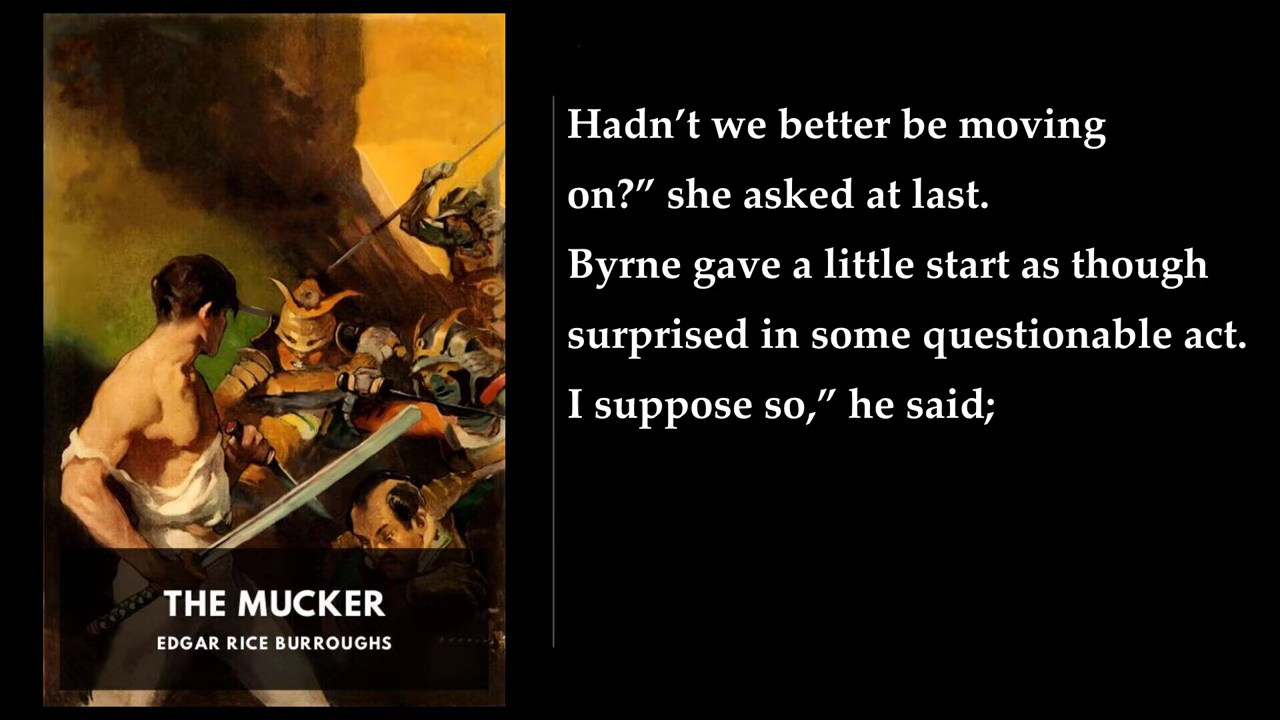 THE MUCKER
EDGAR RICE BURROUGHS
Hadn’t we better be moving
on?” she asked at last.
Byrne gave a little start as though
surprised in some questionable act.
I suppose so,” he said;